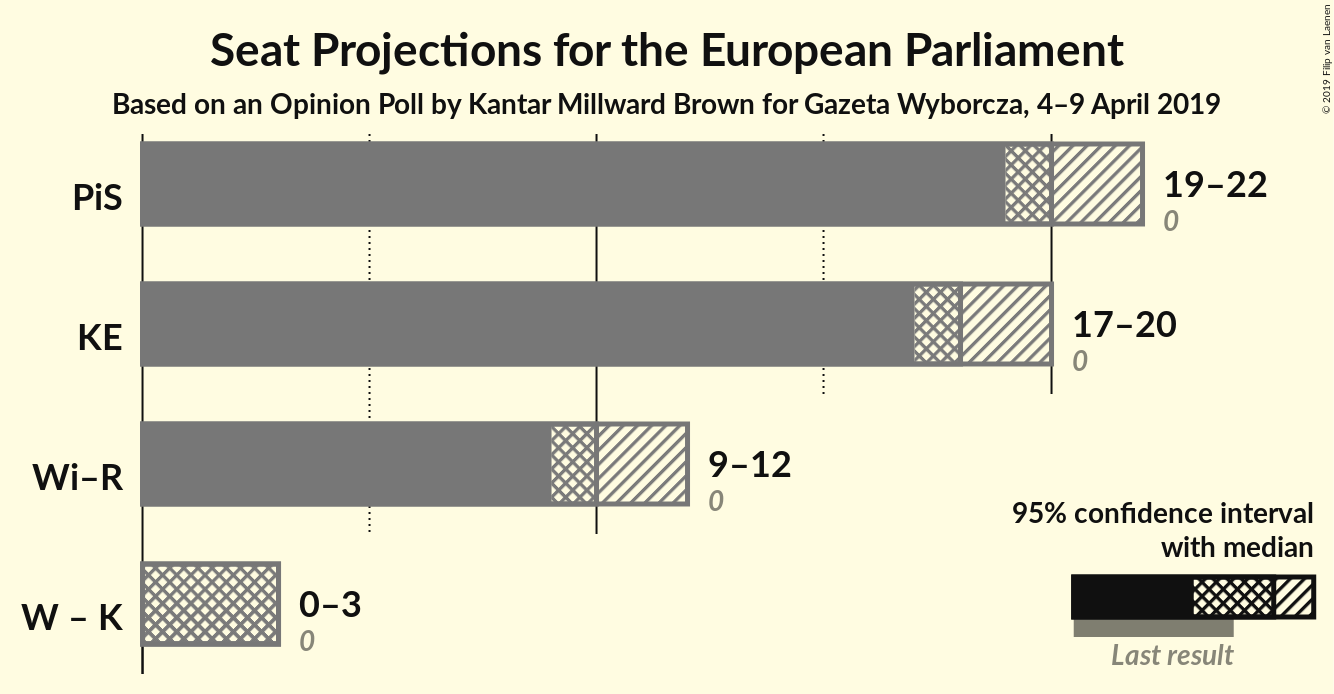 Seat Projections for the European Parliament
Based on an Opinion Poll by Kantar Millward Brown for Gazeta Wyborcza, 4–9 April 2019
© 2019 Filip van Laenen
PiS
19–22
0
KE
17–20
0
Wi–R
9–12
0
W – K
0–3
0
95% confidence interval
with median
Last result